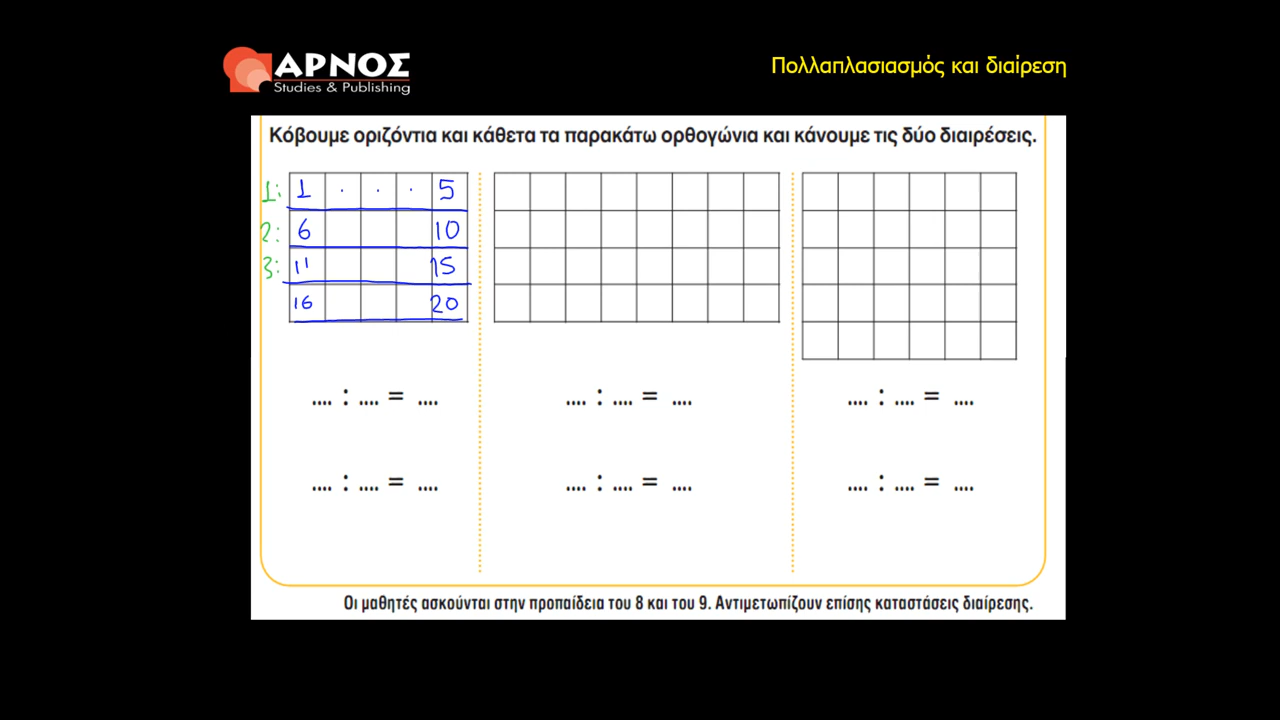 ΑΡΝΟΣ
Studies & Publishing
Πολλαπλασιασμός και διαίρεση
Κόβουμε οριζόντια και κάθετα τα παρακάτω ορθογώνια και κάνουμε τις δύο διαιρέσεις.
1: 1 . . . 5
2: 6 10
3: 11 15
16 20
.... : .... = .... .... : .... = .... .... : .... = ....
.... : .... = .... .... : .... = .... .... : .... = ....
Οι μαθητές ασκούνται στην προπαίδεια του 8 και του 9. Αντιμετωπίζουν επίσης καταστάσεις διαίρεσης.